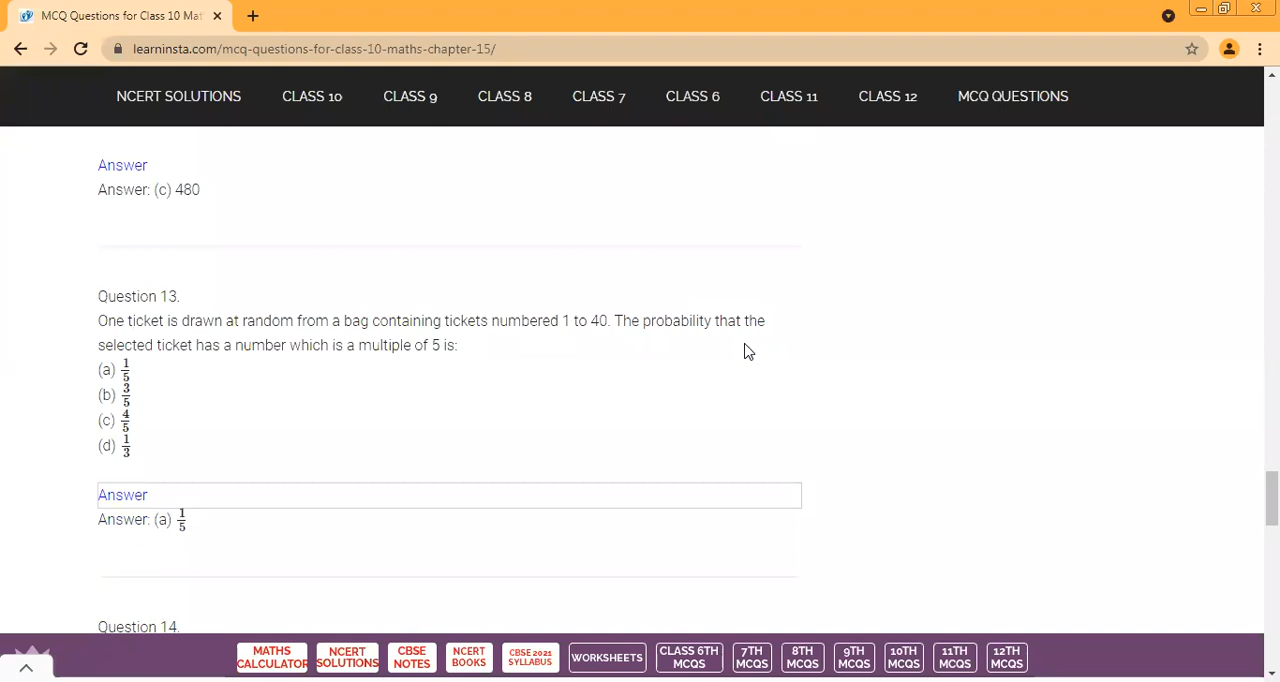 MCQ Questions for Class 10 Mat
learninsta.com/mcq-questions-for-class-10-maths-chapter-15/
NCERT SOLUTIONS CLASS 10 CLASS 9 CLASS 8 CLASS 7 CLASS 6 CLASS 11 CLASS 12 MCQ QUESTIONS
Answer
Answer: (c) 480
Question 13.
One ticket is drawn at random from a bag containing tickets numbered 1 to 40. The probability that the
selected ticket has a number which is a multiple of 5 is:
(a) 1/5
(b) 3/5
(c) 4/5
(d) 1/3
Answer
Answer: (a) 1/5
Question 14.
MATHS CALCULATOR NCERT SOLUTIONS CBSE NOTES NCERT BOOKS CBSE 2021 SYLLABUS WORKSHEETS CLASS 6TH MCQS 7TH MCQS 8TH MCQS 9TH MCQS 10TH MCQS 11TH MCQS 12TH MCQS